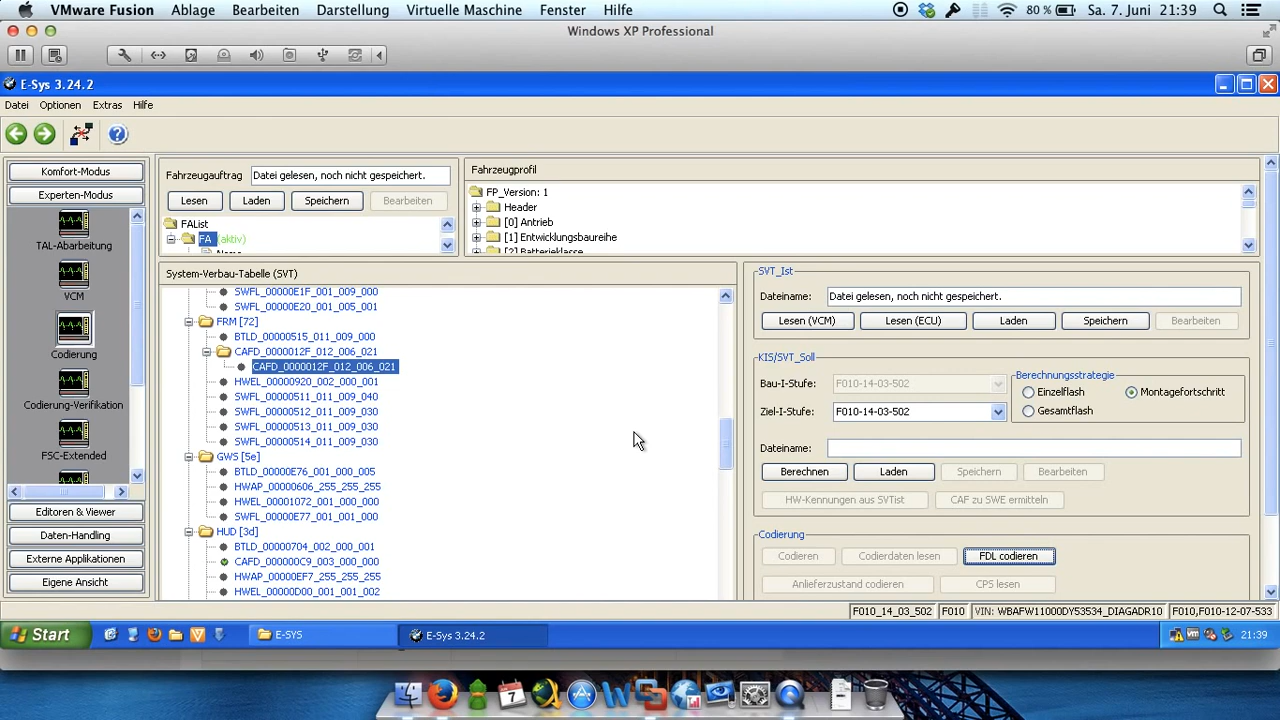 VMware Fusion Ablage Bearbeiten Darstellung Virtuelle Maschine Fenster Hilfe 80 % Sa. 7. Juni 21:39
Windows XP Professional
E-Sys 3.24.2
Datei Optionen Extras Hilfe
Komfort-Modus
Experten-Modus
TAL-Abarbeitung
VCM
Codierung
Codierung-Verifikation
FSC-Extended
Editoren & Viewer
Daten-Handling
Externe Applikationen
Eigene Ansicht
Fahrzeugauftrag Datei gelesen, noch nicht gespeichert.
Lesen Laden Speichern Bearbeiten
FAList
FA (aktiv)
Name
Fahrzeugprofil
FP_Version: 1
Header
[0] Antrieb
[1] Entwicklungsbaureihe
[2] Batterieklasse
System-Verbau-Tabelle (SVT)
SWFL_00000E1F_001_009_000
SWFL_00000E20_001_005_001
FRM [72]
BTLD_00000515_011_009_000
CAFD_0000012F_012_006_021
CAFD_0000012F_012_006_021
HWEL_00000920_002_000_001
SWFL_00000511_011_009_040
SWFL_00000512_011_009_030
SWFL_00000513_011_009_030
SWFL_00000514_011_009_030
GWS [5e]
BTLD_00000E76_001_000_005
HWAP_00000606_255_255_255
HWEL_00001072_001_000_000
SWFL_00000E77_001_001_000
HUD [3d]
BTLD_00000704_002_000_001
CAFD_000000C9_003_000_000
HWAP_00000EF7_255_255_255
HWEL_00000D00_001_001_002
SVT_Ist
Dateiname: Datei gelesen, noch nicht gespeichert.
Lesen (VCM) Lesen (ECU) Laden Speichern Bearbeiten
KIS/SVT_Soll
Bau-I-Stufe: F010-14-03-502
Ziel-I-Stufe: F010-14-03-502
Berechnungsstrategie
Einzelflash Montagefortschritt
Gesamtflash
Dateiname:
Berechnen Laden Speichern Bearbeiten
HW-Kennungen aus SVTist CAF zu SWE ermitteln
Codierung
Codieren Codierdaten lesen FDL codieren
Anlieferzustand codieren CPS lesen
F010_14_03_502 F010 VIN: WBAFW11000DY53534_DIAGADR10 F010,F010-12-07-533
Start E-SYS E-Sys 3.24.2 21:39
7